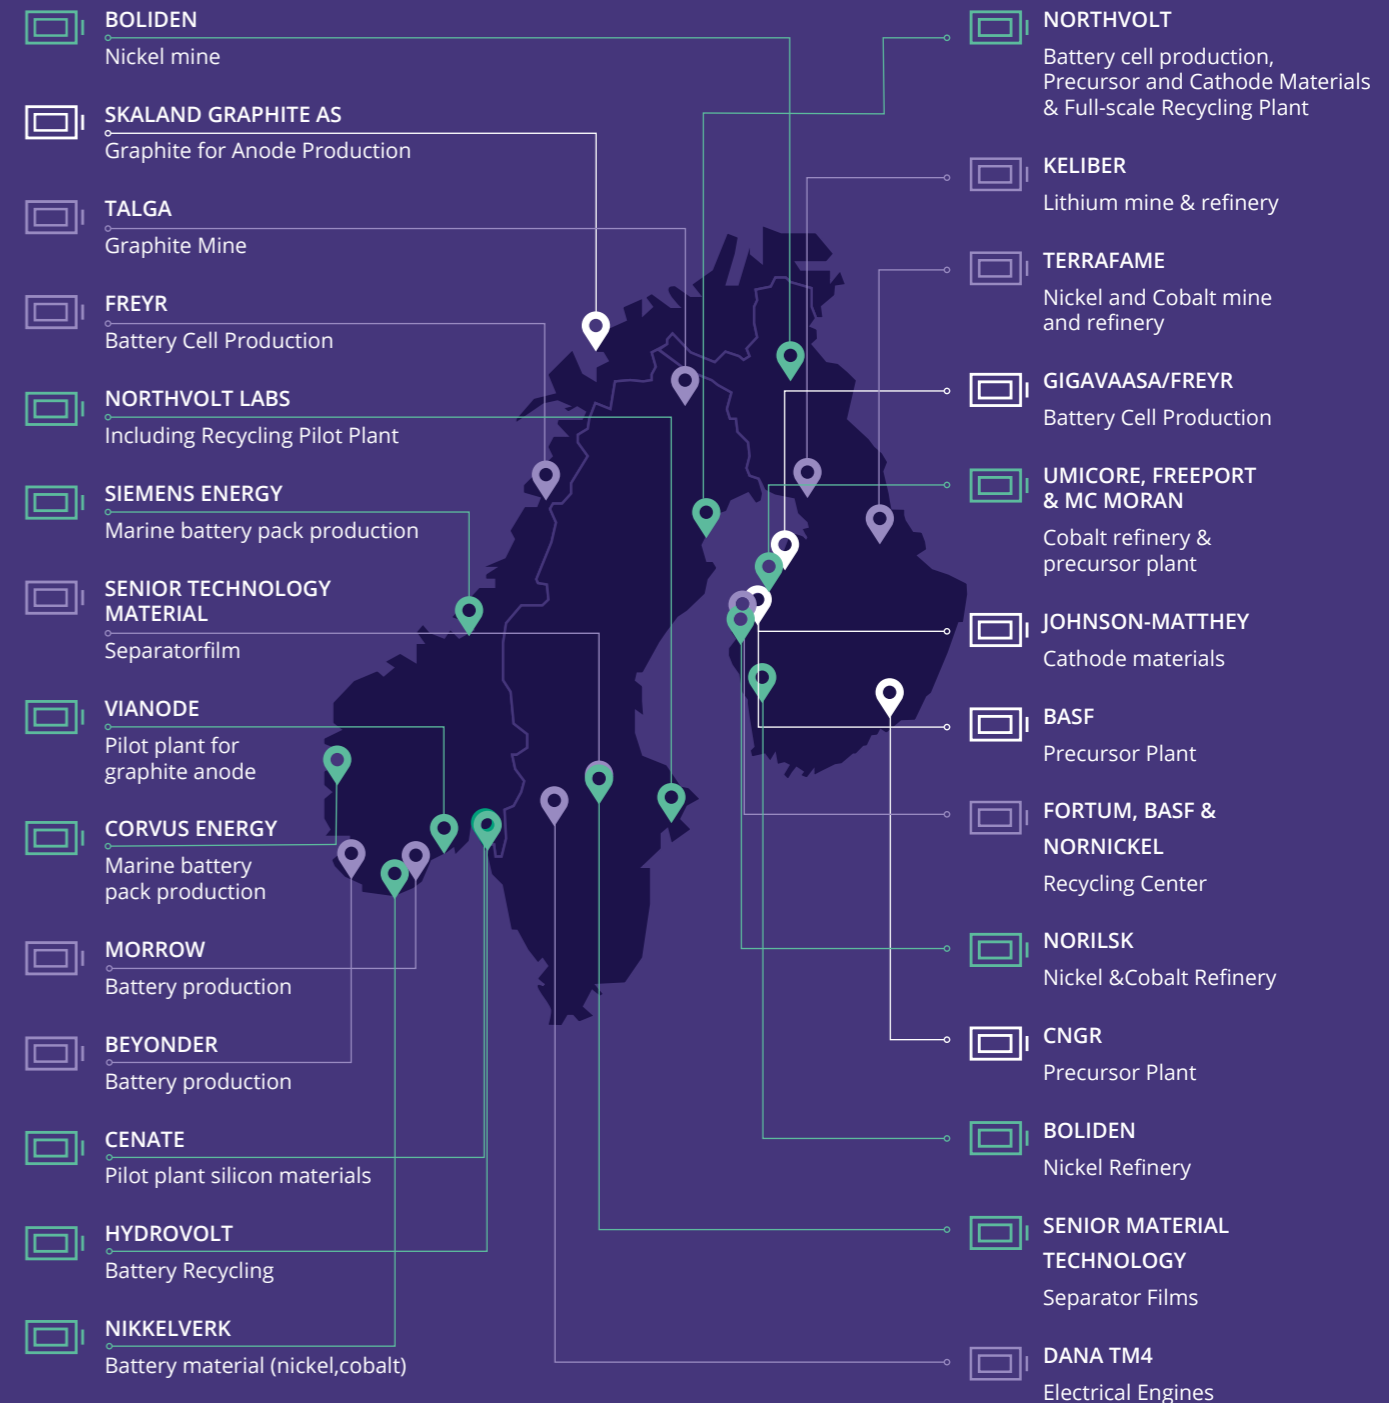 BOLIDEN
Nickel mine
SKALAND GRAPHITE AS
Graphite for Anode Production
TALGA
Graphite Mine
FREYR
Battery Cell Production
NORTHVOLT LABS
Including Recycling Pilot Plant
SIEMENS ENERGY
Marine battery pack production
SENIOR TECHNOLOGY
MATERIAL
Separatorfilm
VIANODE
Pilot plant for
graphite anode
CORVUS ENERGY
Marine battery
pack production
MORROW
Battery production
BEYONDER
Battery production
CENATE
Pilot plant silicon materials
HYDROVOLT
Battery Recycling
NIKKELVERK
Battery material (nickel,cobalt)
NORTHVOLT
Battery cell production,
Precursor and Cathode Materials
& Full-scale Recycling Plant
KELIBER
Lithium mine & refinery
TERRAFAME
Nickel and Cobalt mine
and refinery
GIGAVAASA/FREYR
Battery Cell Production
UMICORE, FREEPORT
& MC MORAN
Cobalt refinery &
precursor plant
JOHNSON-MATTHEY
Cathode materials
BASF
Precursor Plant
FORTUM, BASF &
NORNICKEL
Recycling Center
NORILSK
Nickel &Cobalt Refinery
CNGR
Precursor Plant
BOLIDEN
Nickel Refinery
SENIOR MATERIAL
TECHNOLOGY
Separator Films
DANA TM4
Electrical Engines